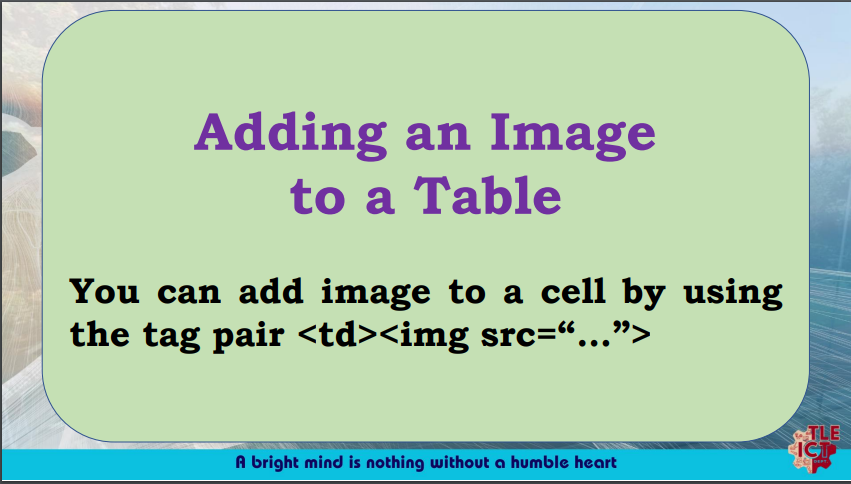 Adding an Image
to a Table
You can add image to a cell by using
the tag pair <td><img src=“...”>
A bright mind is nothing without a humble heart
TLE
ICT